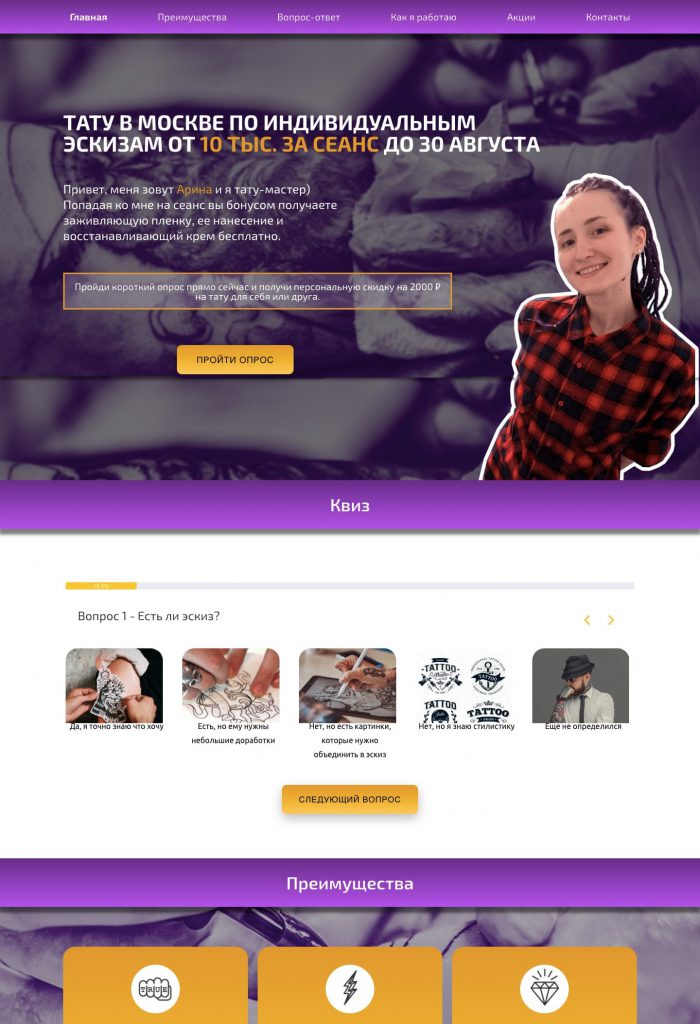 Главная Преимущества Вопрос-ответ Как я работаю Акции Контакты
ТАТУ В МОСКВЕ ПО ИНДИВИДУАЛЬНЫМ
ЭСКИЗАМ ОТ 10 ТЫС. ЗА СЕАНС ДО 30 АВГУСТА
Привет, меня зовут Арина и я тату-мастер)
Попадая ко мне на сеанс вы бонусом получаете
заживляющую пленку, ее нанесение и
восстанавливающий крем бесплатно.
Пройди короткий опрос прямо сейчас и получи персональную скидку на 2000 ₽
на тату для себя или друга.
ПРОЙТИ ОПРОС
Квиз
Вопрос 1 - Есть ли эскиз?
TATTOO
TATTOO
TATTOO
TATTOO
Да, я точно знаю что хочу
Есть, но ему нужны
небольшие доработки
Нет, но есть картинки,
которые нужно
объединить в эскиз
Нет, но я знаю стилистику
Еще не определился
СЛЕДУЮЩИЙ ВОПРОС
Преимущества
TRUE